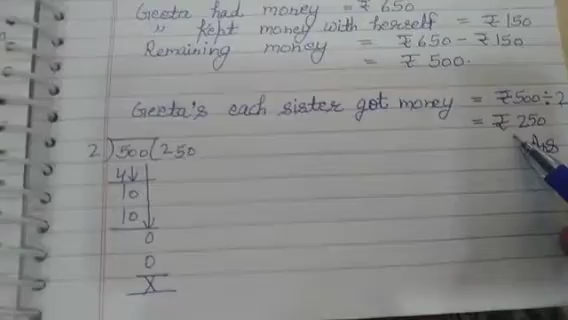 Geeta had money = ₹ 650
" kept money with herself = ₹ 150
Remaining money = ₹ 650 - ₹ 150
= ₹ 500.
Geeta's each sister got money = ₹ 500 ÷ 2
= ₹ 250
Ans
2)500(250
4↓
10
10
0
0
X